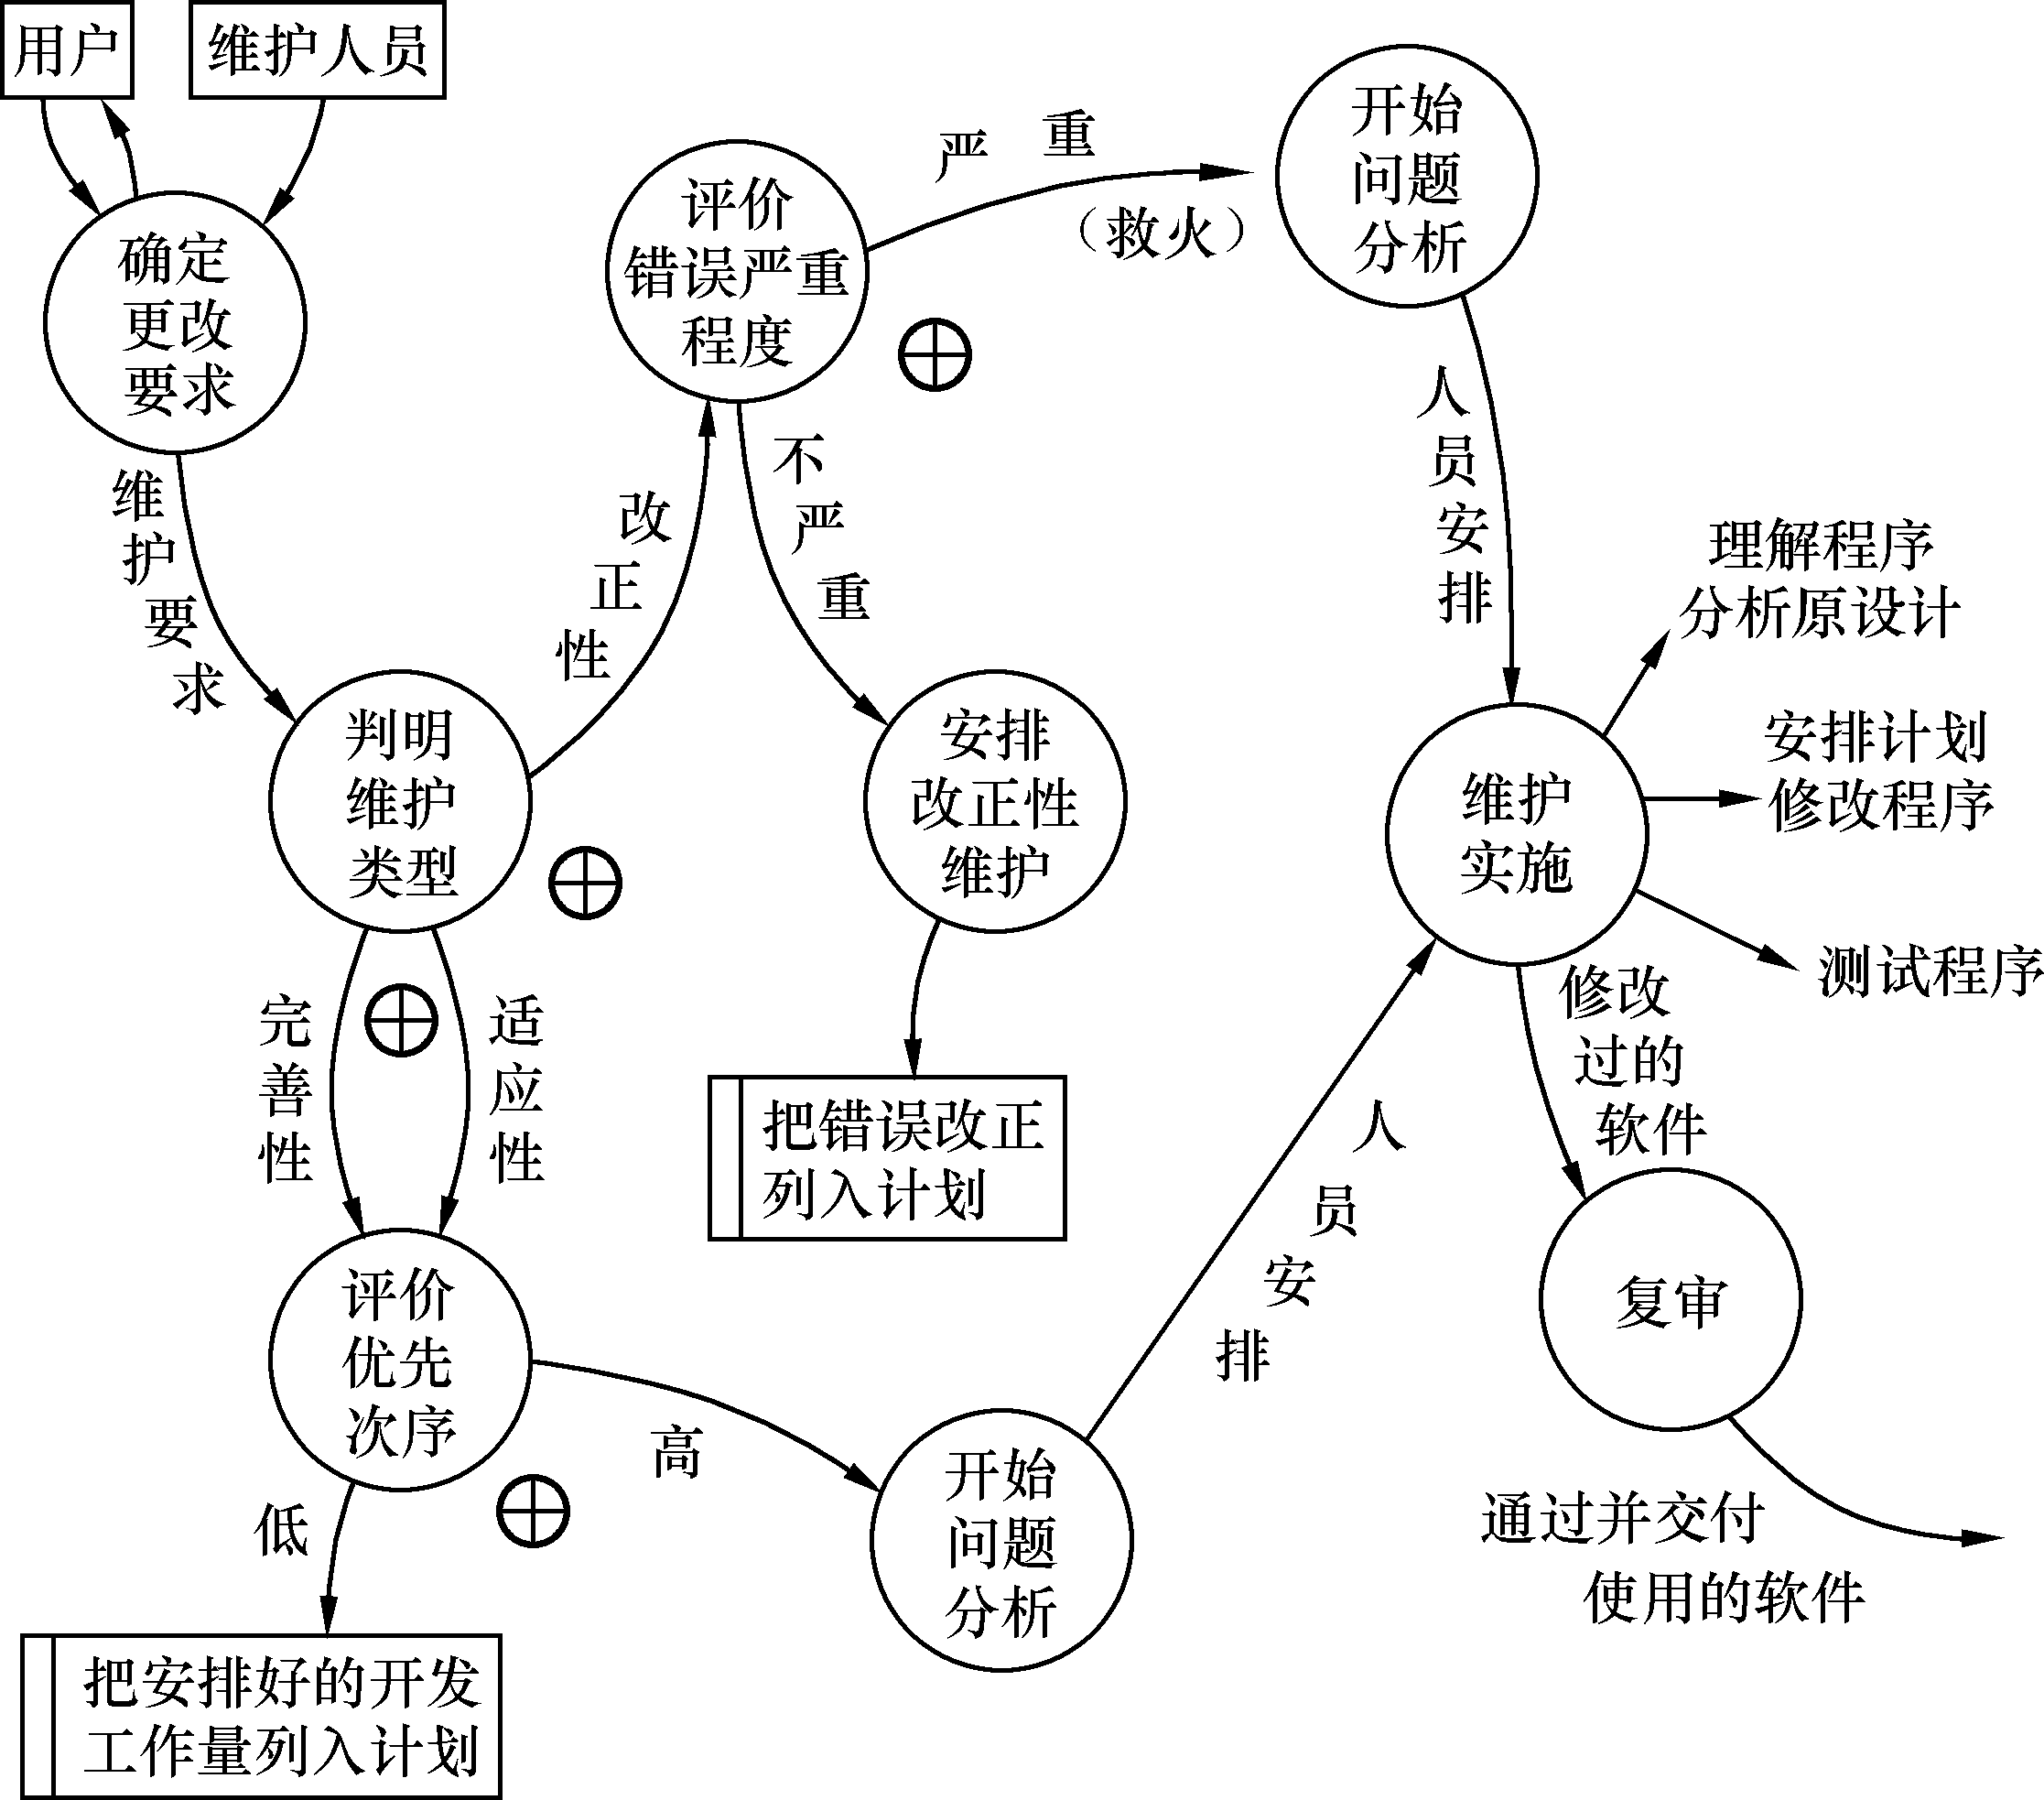 用户
维护人员
确定
更改
要求
维护要求
判明
维护
类型
改正性
评价
错误严重
程度
严重
（救火）
开始
问题
分析
人员安排
不严重
安排
改正性
维护
把错误改正
列入计划
完善性
适应性
评价
优先
次序
低
把安排好的开发
工作量列入计划
高
开始
问题
分析
人员安排
维护
实施
理解程序
分析原设计
安排计划
修改程序
测试程序
修改
过的
软件
复审
通过并交付
使用的软件